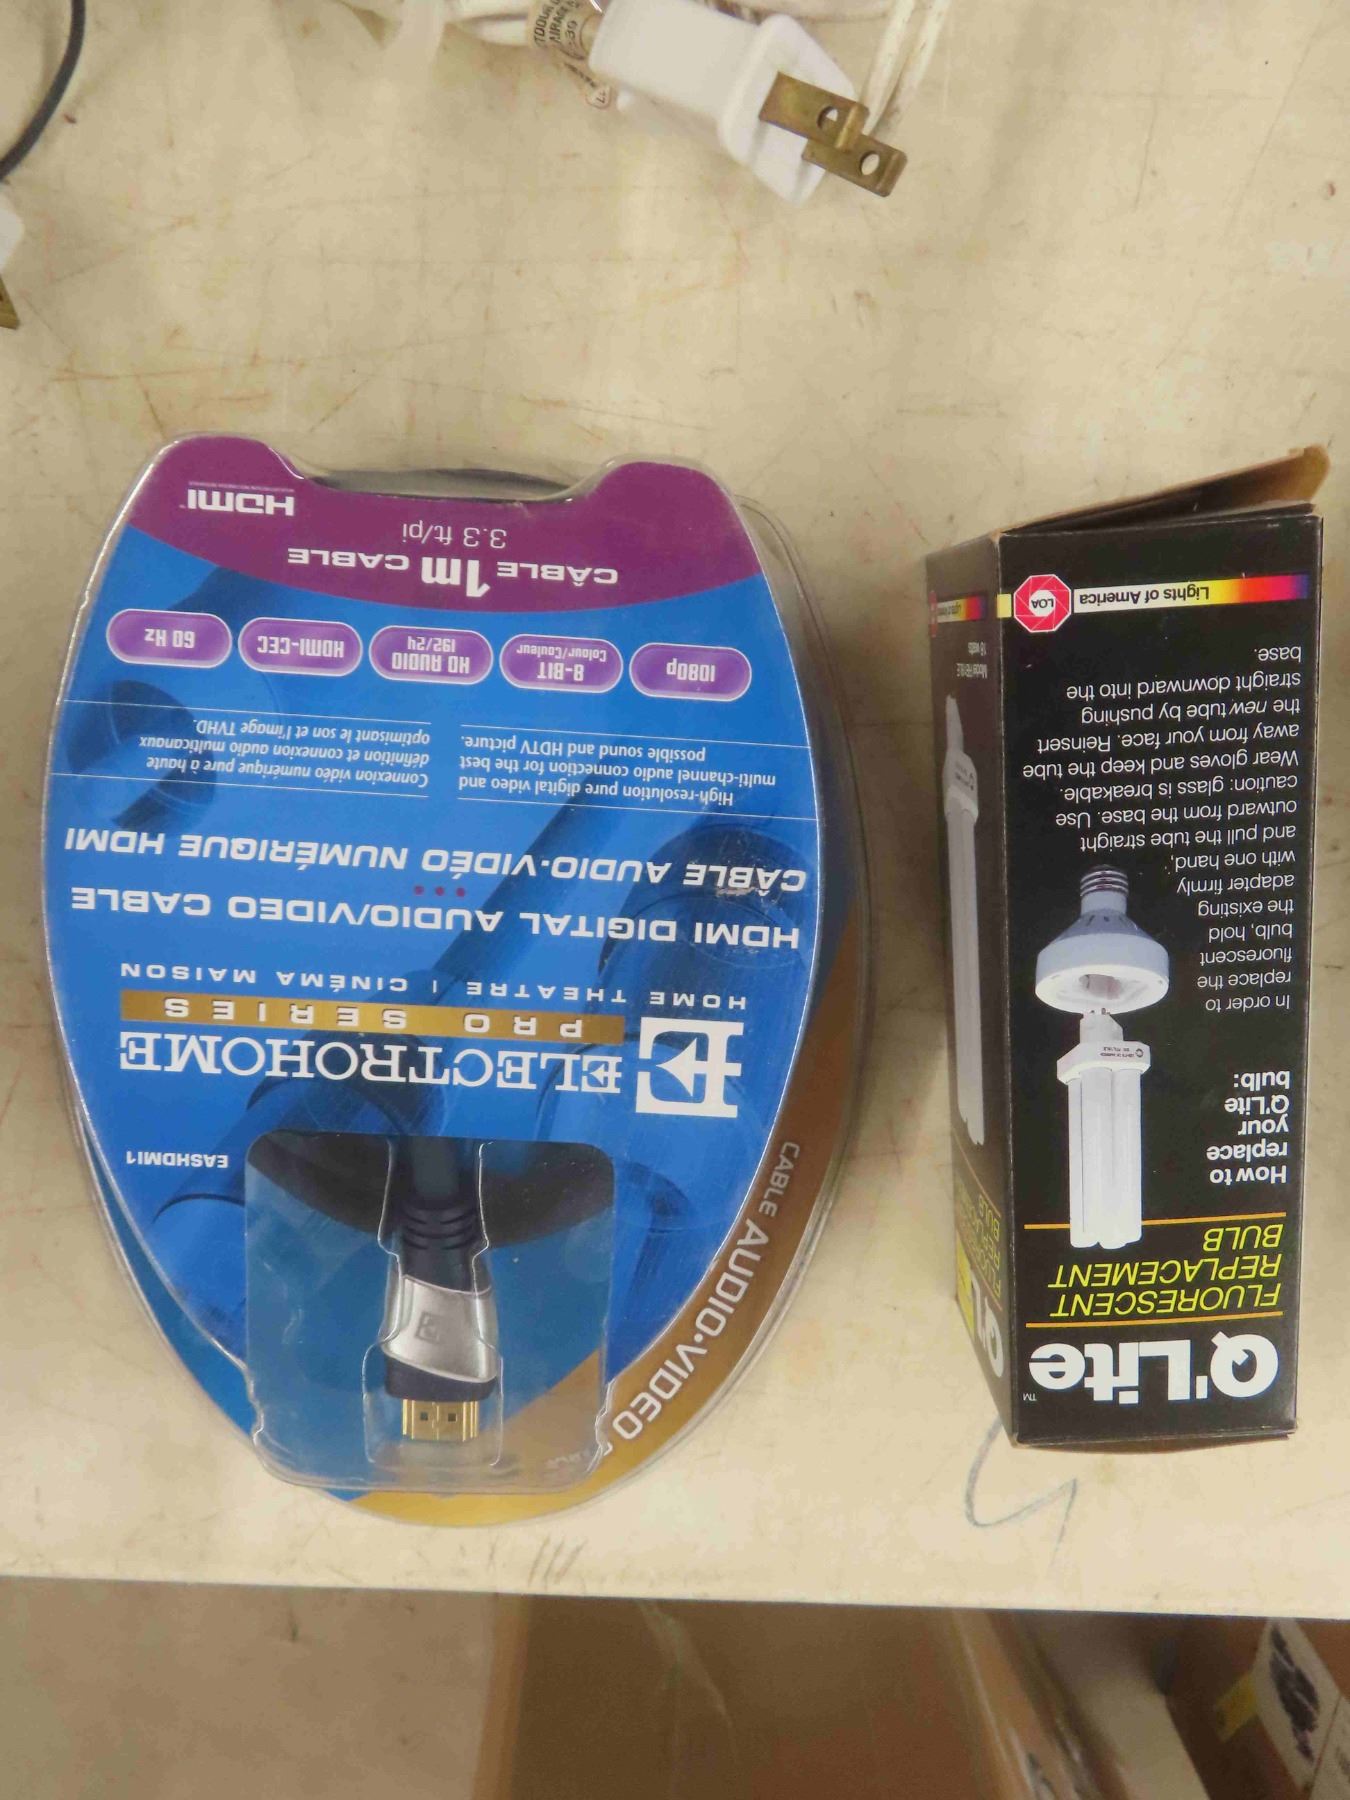 EASHDMI1
ELECTROHOME
PRO SERIES
HOME THEATRE | CINÉMA MAISON
HDMI DIGITAL AUDIO/VIDEO CABLE
CÂBLE AUDIO-VIDÉO NUMÉRIQUE HDMI
High-resolution pure digital video and
multi-channel audio connection for the best
possible sound and HDTV picture.
Connexion vidéo numérique pure à haute
définition et connexion audio multicanaux
optimisant le son et l'image TVHD.
1080p
8-BIT
Colour/Couleur
HD AUDIO
192/24
HDMI-CEC
60 Hz
CÂBLE 1m CABLE
3.3 ft/pi
HDMI
CABLE AUDIO•VIDEO
Q'Lite™
FLUORESCENT
REPLACEMENT
BULB
How to
replace
your
Q'Lite
bulb:
In order to
replace the
fluorescent
bulb, hold
the existing
adapter firmly
with one hand,
and pull the tube straight
outward from the base. Use
caution: glass is breakable.
Wear gloves and keep the tube
away from your face. Reinsert
the new tube by pushing
straight downward into the
base.
LOA
Lights of America
18 watts